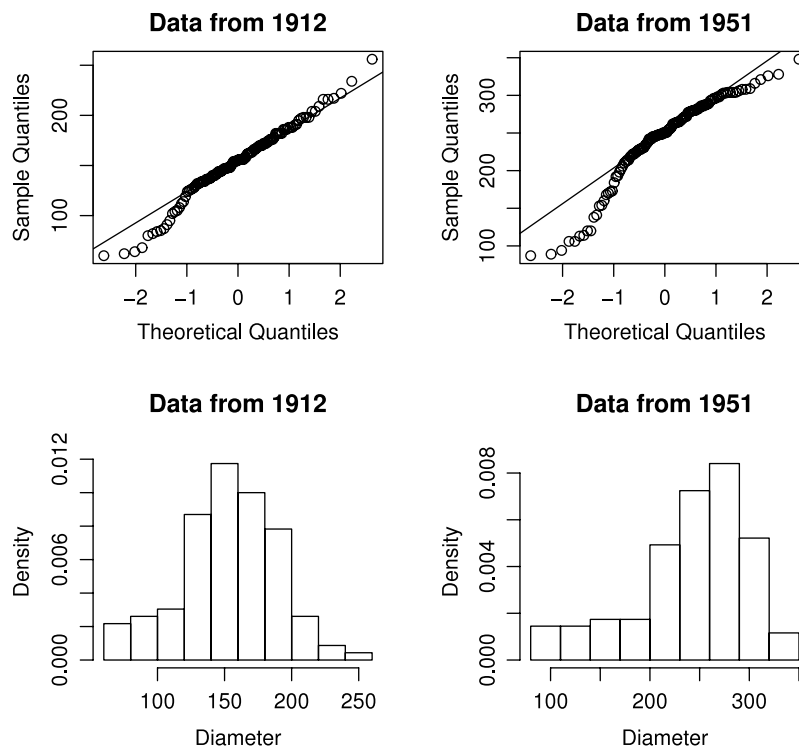 Data from 1912
Sample Quantiles
100
200
−2
−1
0
1
2
Theoretical Quantiles
Data from 1951
Sample Quantiles
100
200
300
−2
−1
0
1
2
Theoretical Quantiles
Data from 1912
Density
0.000
0.006
0.012
100
150
200
250
Diameter
Data from 1951
Density
0.000
0.004
0.008
100
200
300
Diameter